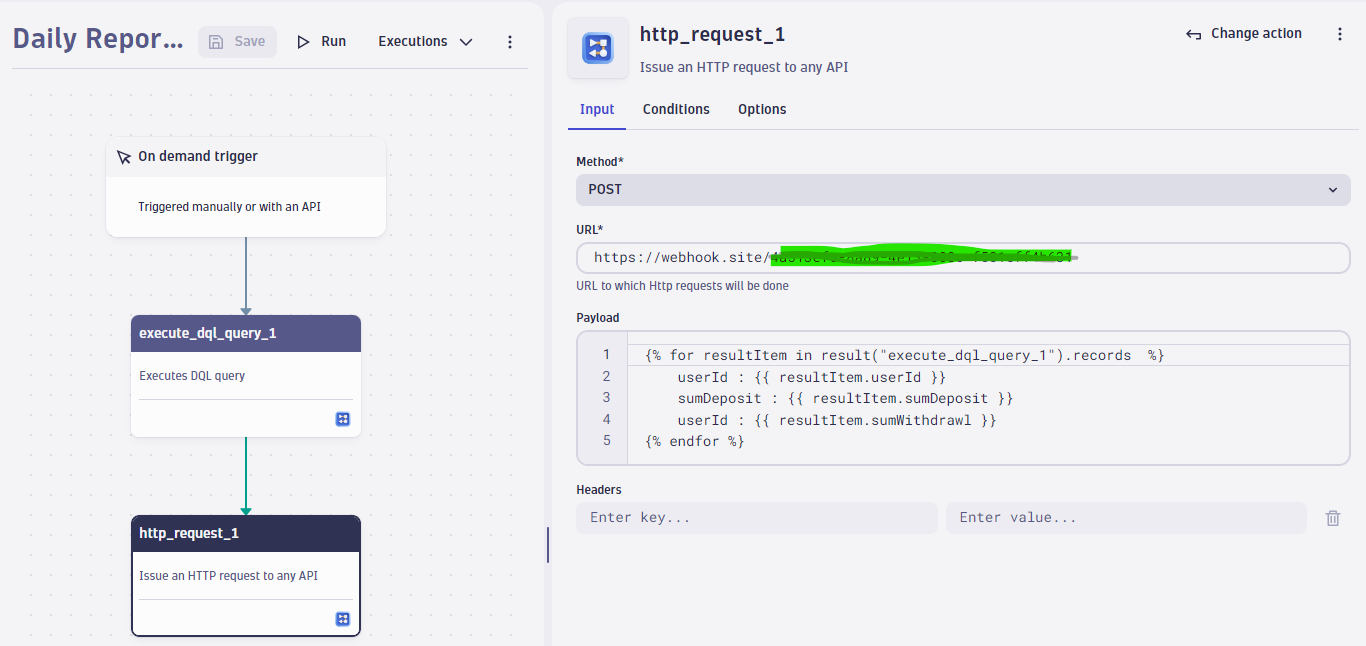 Daily Repor...
Save
Run
Executions
On demand trigger
Triggered manually or with an API
execute_dql_query_1
Executes DQL query
http_request_1
Issue an HTTP request to any API
http_request_1
Issue an HTTP request to any API
Change action
Input
Conditions
Options
Method*
POST
URL*
https://webhook.site/
URL to which Http requests will be done
Payload
1 {% for resultItem in result("execute_dql_query_1").records %}
2 userId : {{ resultItem.userId }}
3 sumDeposit : {{ resultItem.sumDeposit }}
4 userId : {{ resultItem.sumWithdrawl }}
5 {% endfor %}
Headers
Enter key...
Enter value...